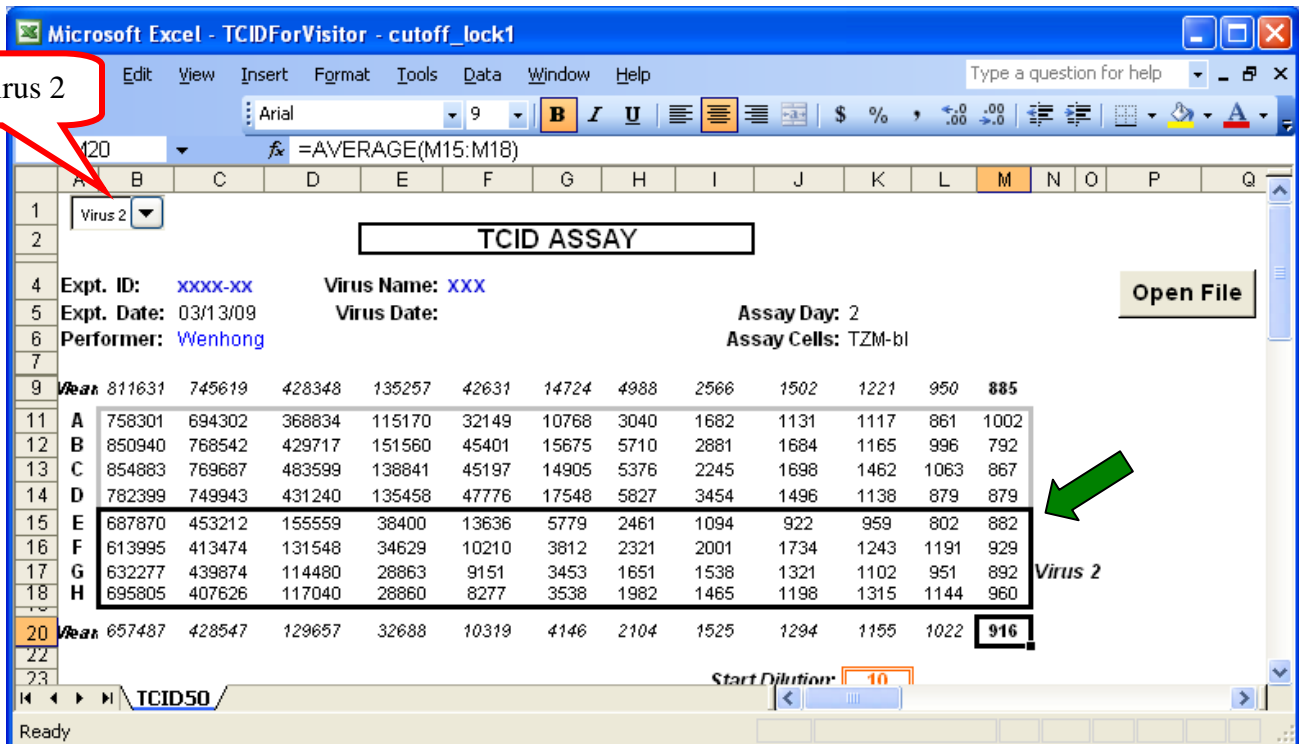 Microsoft Excel - TCIDForVisitor - cutoff_lock1
rus 2
Edit View Insert Format Tools Data Window Help Type a question for help
Arial 9 B I U $ % , .0 .00 .00 .0 A
M20 fx =AVERAGE(M15:M18)
A B C D E F G H I J K L M N O P Q
1 Virus 2
2 TCID ASSAY
4 Expt. ID: xxxx-xx Virus Name: XXX
Open File
5 Expt. Date: 03/13/09 Virus Date: Assay Day: 2
6 Performer: Wenhong Assay Cells: TZM-bl
7
9 Mean 811631 745619 428348 135257 42631 14724 4988 2566 1502 1221 950 885
11 A 758301 694302 368834 115170 32149 10768 3040 1682 1131 1117 861 1002
12 B 850940 768542 429717 151560 45401 15675 5710 2881 1684 1165 996 792
13 C 854883 769687 483599 138841 45197 14905 5376 2245 1698 1462 1063 867
14 D 782399 749943 431240 135458 47776 17548 5827 3454 1496 1138 879 879
15 E 687870 453212 155559 38400 13636 5779 2461 1094 922 959 802 882
16 F 613995 413474 131548 34629 10210 3812 2321 2001 1734 1243 1191 929
17 G 632277 439874 114480 28863 9151 3453 1651 1538 1321 1102 951 892 Virus 2
18 H 695805 407626 117040 28860 8277 3538 1982 1465 1198 1315 1144 960
20 Mean 657487 428547 129657 32688 10319 4146 2104 1525 1294 1155 1022 916
22
23 Start Dilution: 10
TCID50
Ready